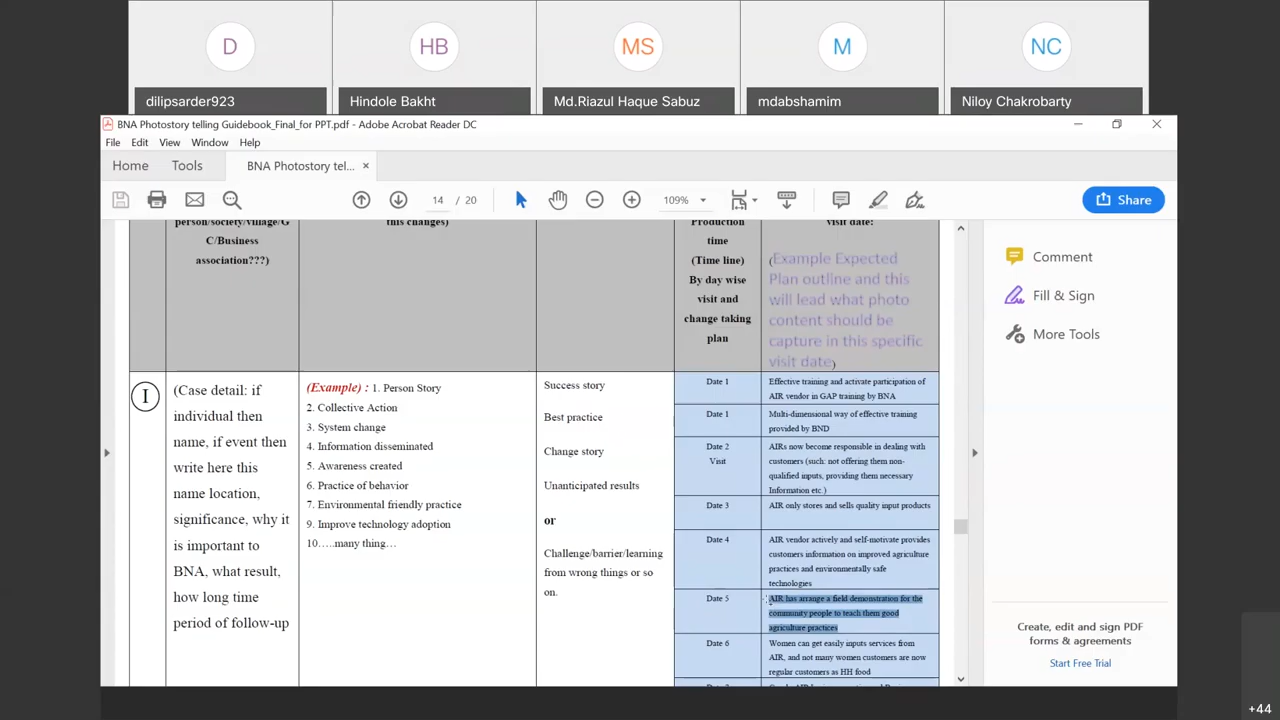 D
HB
MS
M
NC
dilipsarder923
Hindole Bakht
Md.Riazul Haque Sabuz
mdabshamim
Niloy Chakrobarty
BNA Photostory telling Guidebook_Final_for PPT.pdf - Adobe Acrobat Reader DC
File Edit View Window Help
Home Tools BNA Photostory tel... ×
14 / 20
109%
Share
person/society/village/G
C/Business
association???)
this changes)
Production
time
(Time line)
By day wise
visit and
change taking
plan
visit date:
(Example Expected
Plan outline and this
will lead what photo
content should be
capture in this specific
visit date)
I
(Case detail: if
individual then
name, if event then
write here this
name location,
significance, why it
is important to
BNA, what result,
how long time
period of follow-up
(Example) : 1. Person Story
2. Collective Action
3. System change
4. Information disseminated
5. Awareness created
6. Practice of behavior
7. Environmental friendly practice
9. Improve technology adoption
10…..many thing…
Success story
Best practice
Change story
Unanticipated results
or
Challenge/barrier/learning
from wrong things or so
on.
Date 1
Effective training and activate participation of
AIR vendor in GAP training by BNA
Date 1
Multi-dimensional way of effective training
provided by BND
Date 2
Visit
AIRs now become responsible in dealing with
customers (such: not offering them non-
qualified inputs, providing them necessary
Information etc.)
Date 3
AIR only stores and sells quality input products
Date 4
AIR vendor actively and self-motivate provides
customers information on improved agriculture
practices and environmentally safe
technologies
Date 5
AIR has arrange a field demonstration for the
community people to teach them good
agriculture practices
Date 6
Women can get easily inputs services from
AIR, and not many women customers are now
regular customers as HH food
Comment
Fill & Sign
More Tools
Create, edit and sign PDF
forms & agreements
Start Free Trial
+44